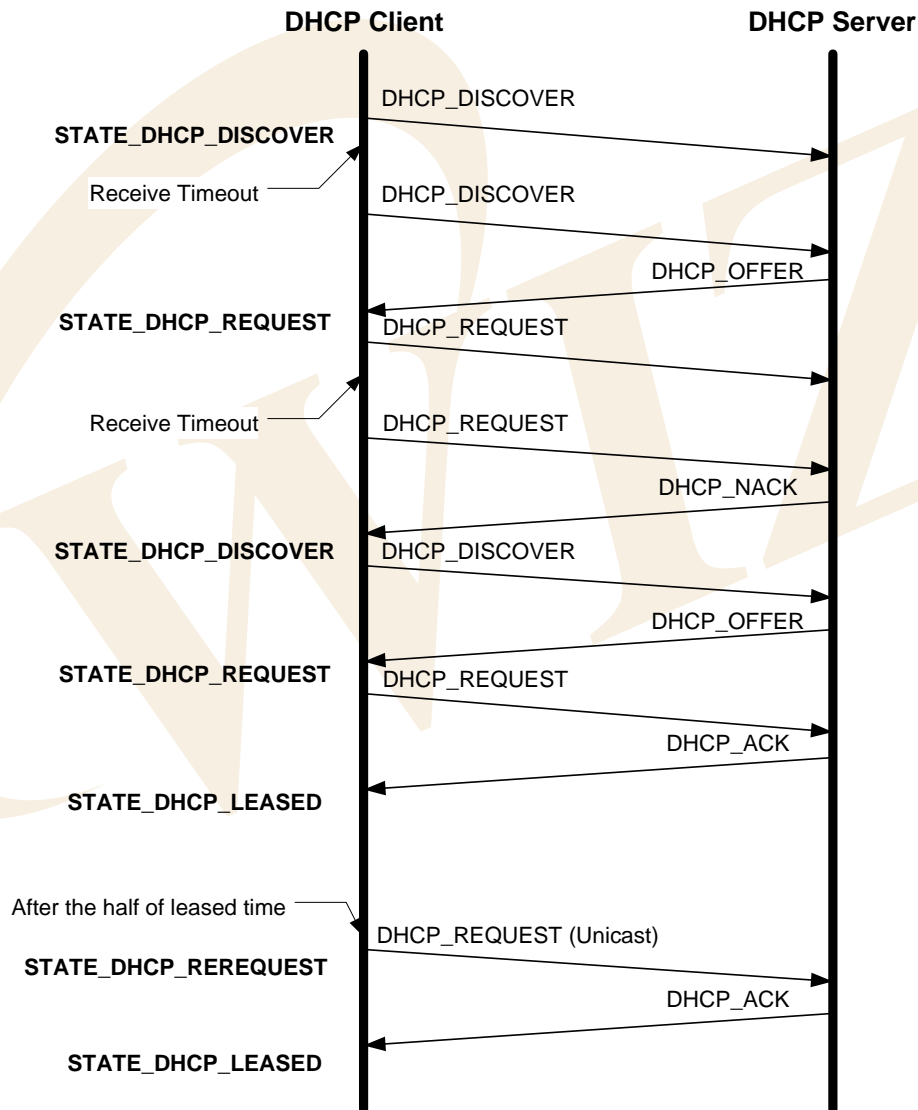 DHCP Client
DHCP Server
DHCP_DISCOVER
STATE_DHCP_DISCOVER
Receive Timeout
DHCP_DISCOVER
DHCP_OFFER
STATE_DHCP_REQUEST
DHCP_REQUEST
Receive Timeout
DHCP_REQUEST
DHCP_NACK
STATE_DHCP_DISCOVER
DHCP_DISCOVER
DHCP_OFFER
STATE_DHCP_REQUEST
DHCP_REQUEST
DHCP_ACK
STATE_DHCP_LEASED
After the half of leased time
DHCP_REQUEST (Unicast)
STATE_DHCP_REREQUEST
DHCP_ACK
STATE_DHCP_LEASED
WIZ